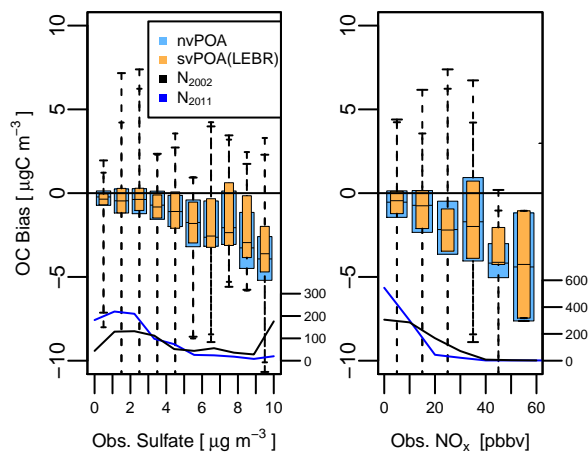 nvPOA
svPOA(LEBR)
N2002
N2011
OC Bias [ μgC m−3 ]
5
0
−5
−10
300
200
100
0
0 2 4 6 8 10
Obs. Sulfate [ μg m−3 ]
10
5
0
−5
−10
600
400
200
0
0 10 20 30 40 50 60
Obs. NOx [pbbv]